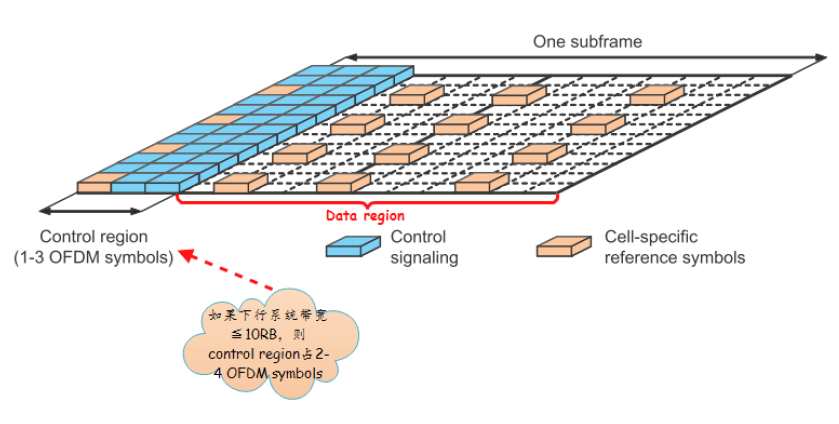 One subframe
Data region
Control region
(1-3 OFDM symbols)
Control
signaling
Cell-specific
reference symbols
如果下行系统带宽
≦10RB，则
control region占2-
4 OFDM symbols